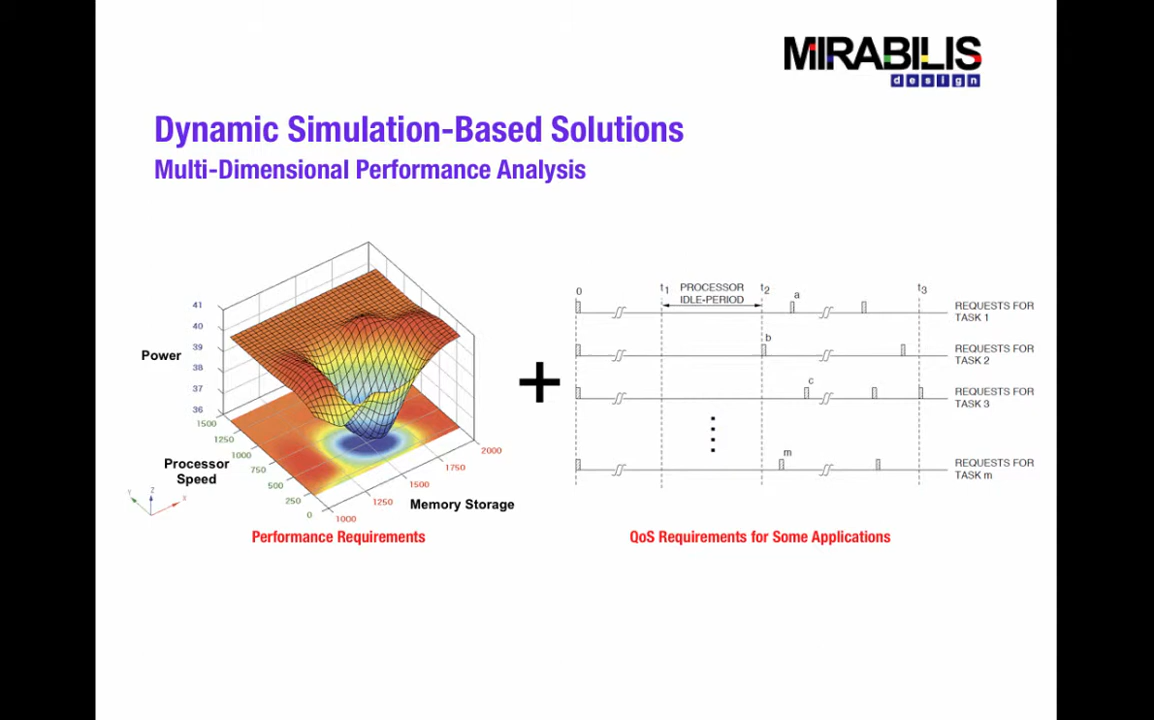 MIRABILIS
design
Dynamic Simulation-Based Solutions
Multi-Dimensional Performance Analysis
41
40
39
38
37
36
Power
1500
1250
1000
750
500
250
0
Processor
Speed
1000
1250
1500
1750
2000
Memory Storage
Y
Z
X
Performance Requirements
+
0
t1
PROCESSOR
IDLE-PERIOD
t2
t3
a
REQUESTS FOR
TASK 1
b
REQUESTS FOR
TASK 2
c
REQUESTS FOR
TASK 3
m
REQUESTS FOR
TASK m
QoS Requirements for Some Applications